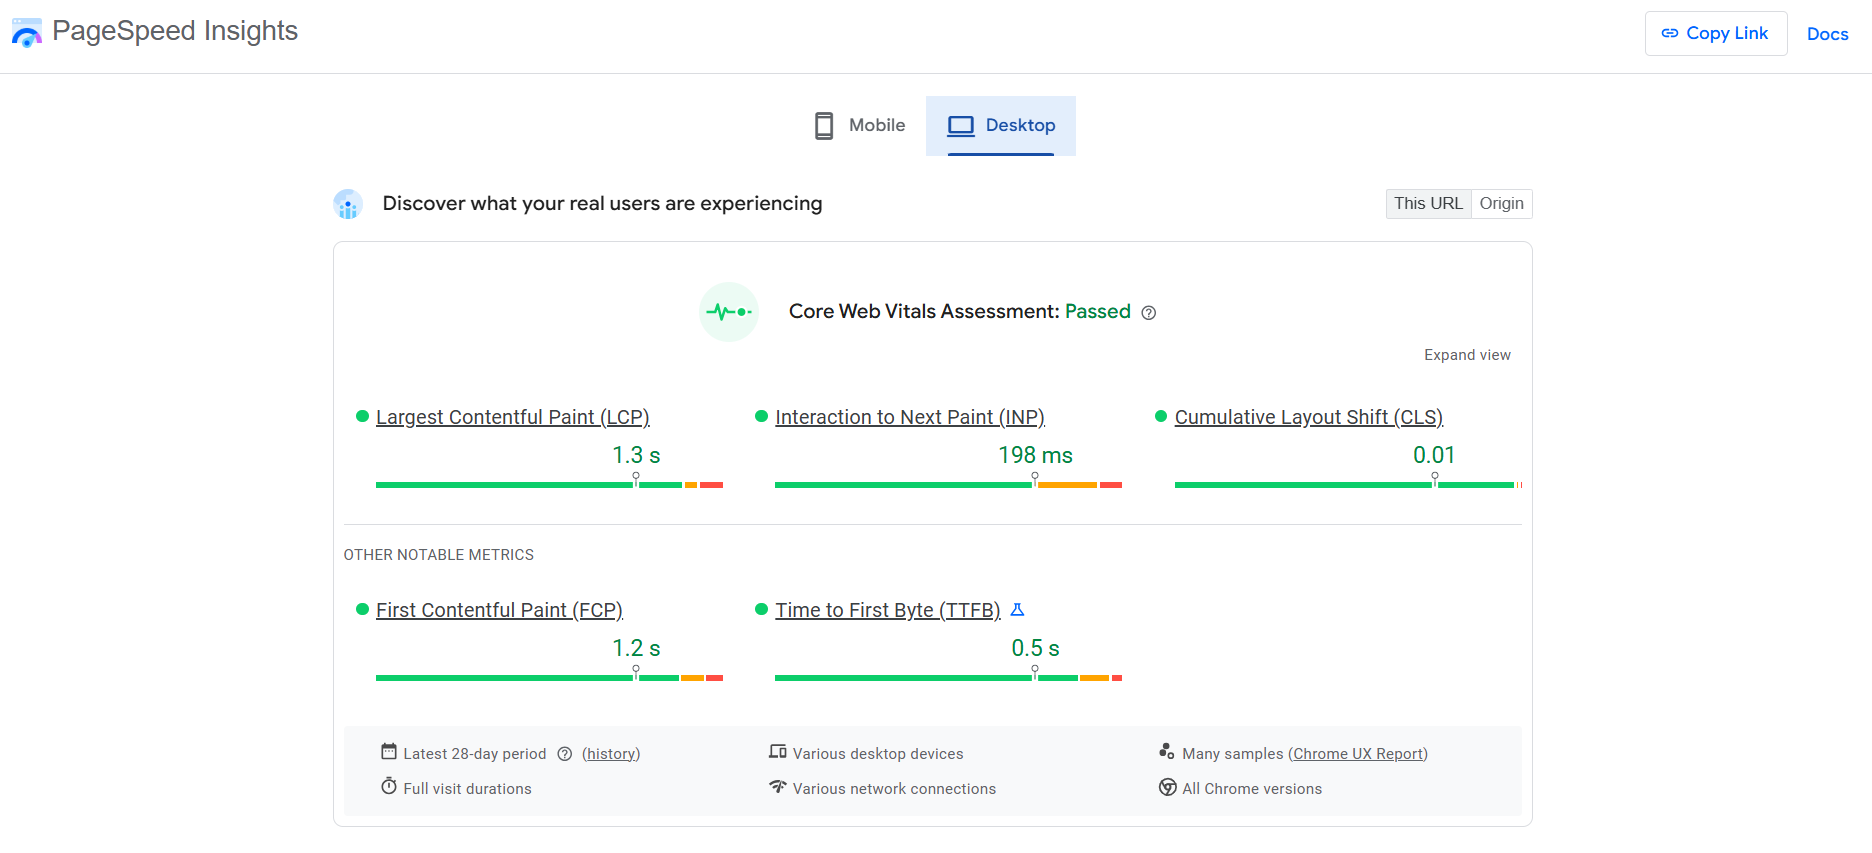 PageSpeed Insights
Copy Link
Docs
Mobile
Desktop
Discover what your real users are experiencing
This URL
Origin
Core Web Vitals Assessment: Passed
Expand view
Largest Contentful Paint (LCP)
1.3 s
Interaction to Next Paint (INP)
198 ms
Cumulative Layout Shift (CLS)
0.01
OTHER NOTABLE METRICS
First Contentful Paint (FCP)
1.2 s
Time to First Byte (TTFB)
0.5 s
Latest 28-day period (history)
Various desktop devices
Many samples (Chrome UX Report)
Full visit durations
Various network connections
All Chrome versions